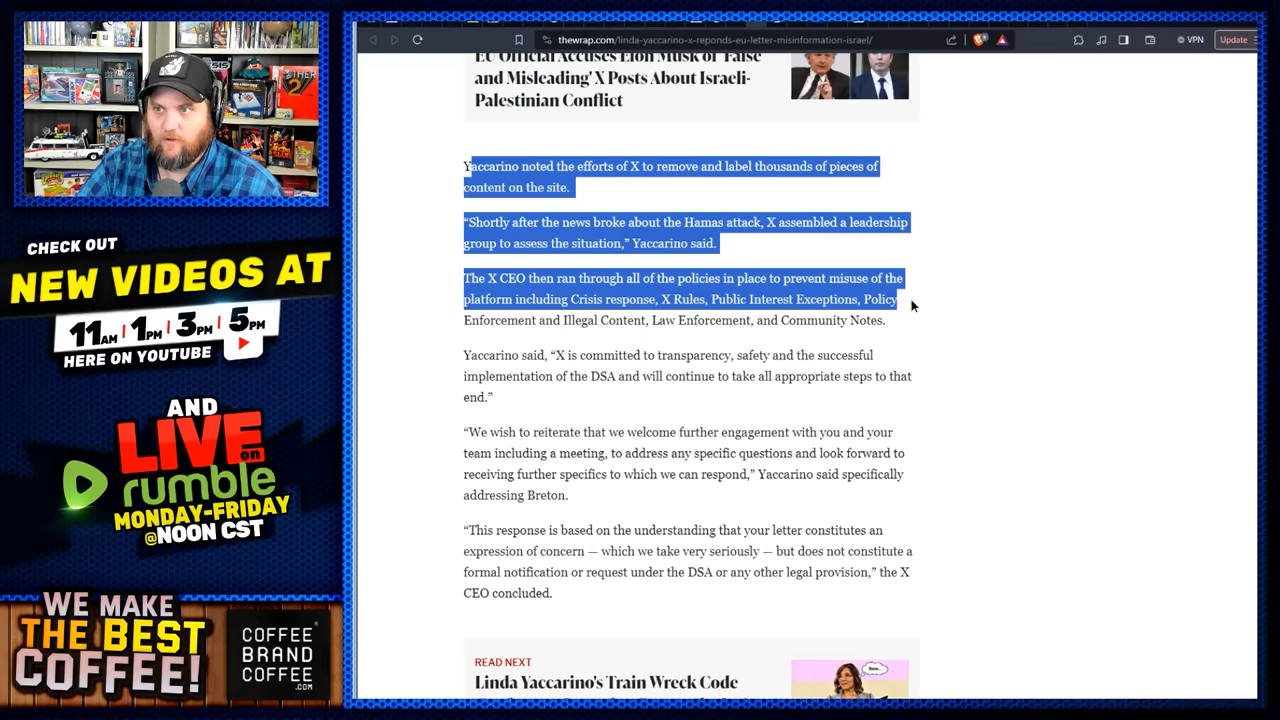 CHECK OUT
NEW VIDEOS AT
11AM | 1PM | 3PM | 5PM
HERE ON YOUTUBE
AND
LIVE on
rumble
MONDAY-FRIDAY
@NOON CST
WE MAKE
THE BEST
COFFEE!
COFFEE
BRAND
COFFEE
.COM
thewrap.com/linda-yaccarino-x-reponds-eu-letter-misinformation-israel/
VPN
Update
EU Official Accuses Elon Musk of 'False
and Misleading' X Posts About Israeli-
Palestinian Conflict
Yaccarino noted the efforts of X to remove and label thousands of pieces of
content on the site.
“Shortly after the news broke about the Hamas attack, X assembled a leadership
group to assess the situation,” Yaccarino said.
The X CEO then ran through all of the policies in place to prevent misuse of the
platform including Crisis response, X Rules, Public Interest Exceptions, Policy
Enforcement and Illegal Content, Law Enforcement, and Community Notes.
Yaccarino said, “X is committed to transparency, safety and the successful
implementation of the DSA and will continue to take all appropriate steps to that
end.”
“We wish to reiterate that we welcome further engagement with you and your
team including a meeting, to address any specific questions and look forward to
receiving further specifics to which we can respond,” Yaccarino said specifically
addressing Breton.
“This response is based on the understanding that your letter constitutes an
expression of concern — which we take very seriously — but does not constitute a
formal notification or request under the DSA or any other legal provision,” the X
CEO concluded.
READ NEXT
Linda Yaccarino's Train Wreck Code